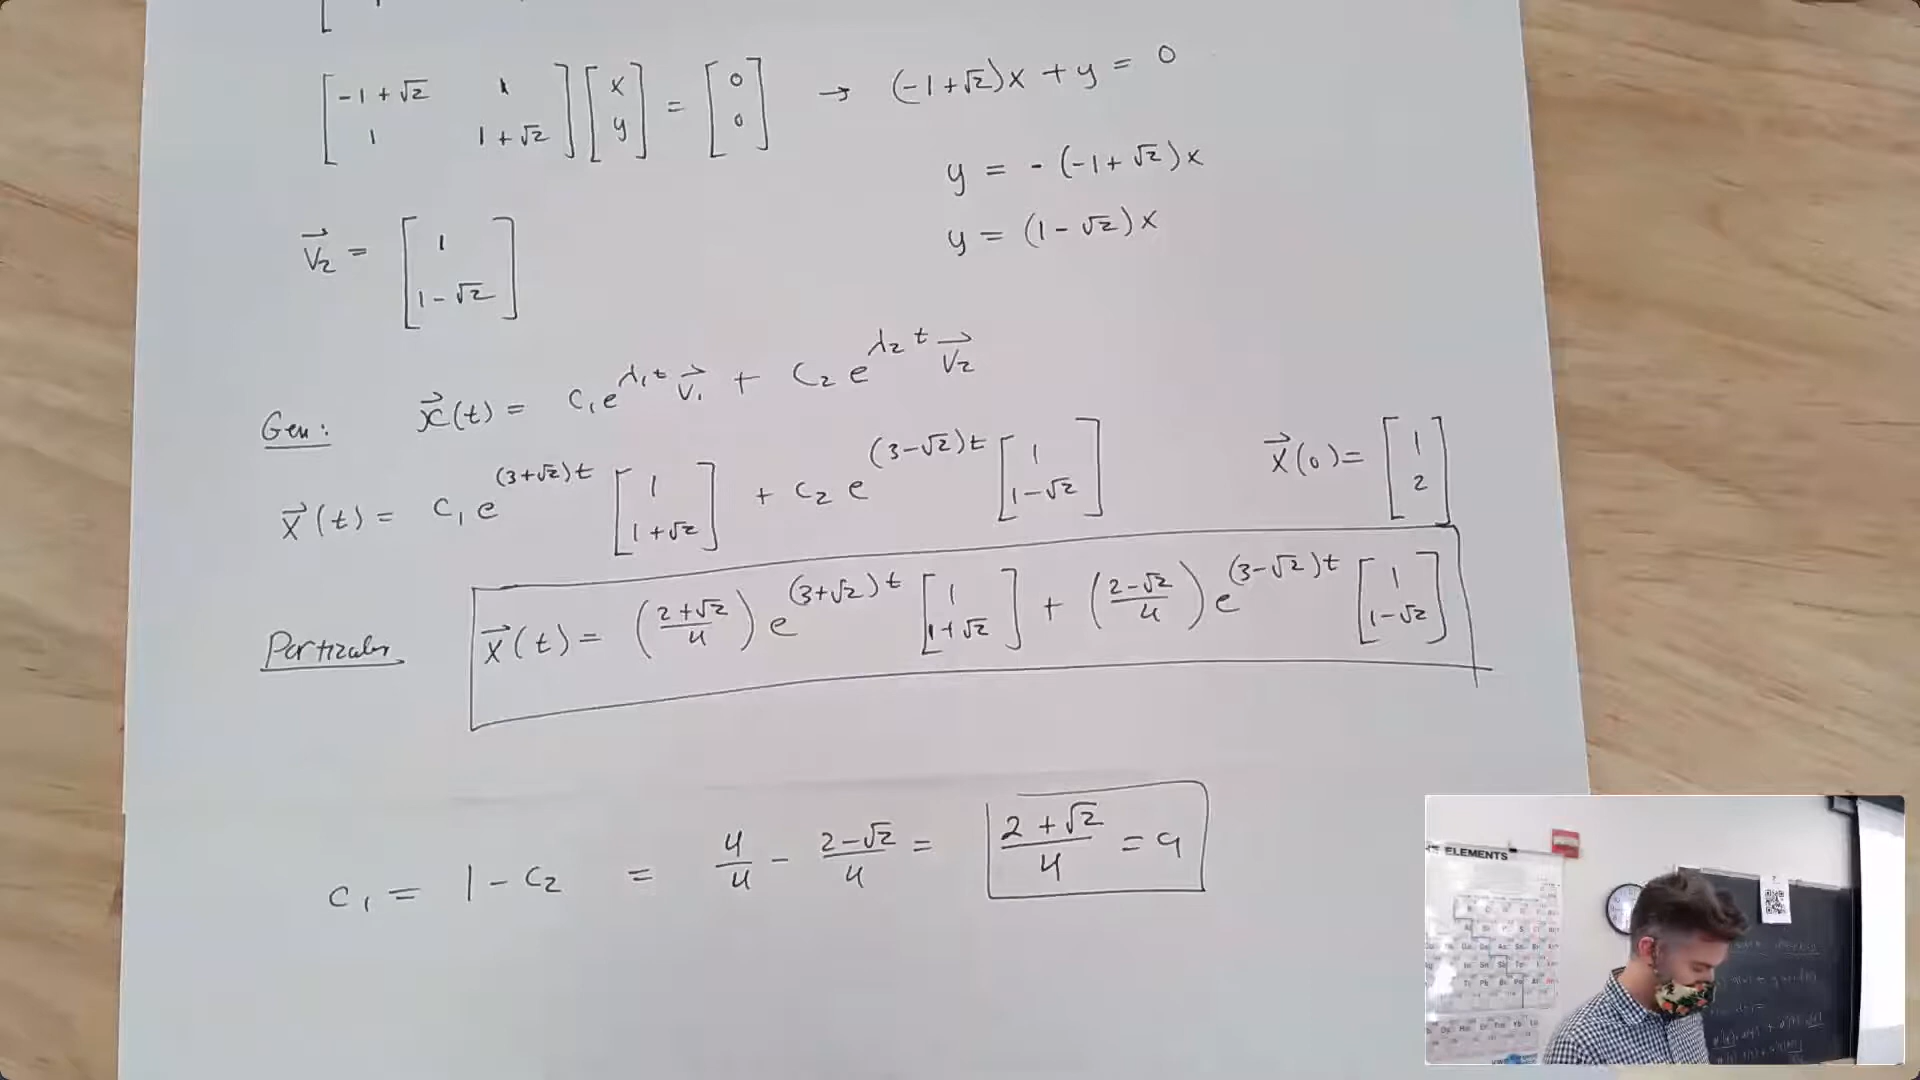 [-1+√2 1; 1 1+√2] [x; y] = [0; 0] → (-1+√2)x + y = 0
y = -(-1+√2)x
y = (1-√2)x
v⃗₂ = [1; 1-√2]
Gen: x⃗(t) = c₁e^(λ₁t) v⃗₁ + c₂e^(λ₂t) v⃗₂
x⃗(t) = c₁e^((3+√2)t) [1; 1+√2] + c₂e^((3-√2)t) [1; 1-√2]
x⃗(0) = [1; 2]
Particular x⃗(t) = ((2+√2)/4) e^((3+√2)t) [1; 1+√2] + ((2-√2)/4) e^((3-√2)t) [1; 1-√2]
c₁ = 1 - c₂ = 4/4 - (2-√2)/4 = (2+√2)/4 = c₁
ELEMENTS